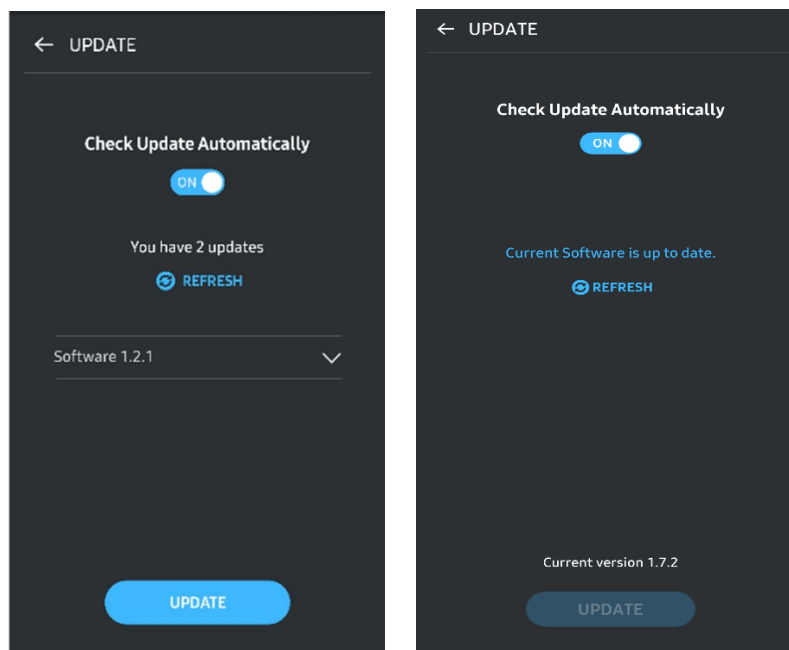 UPDATE
Check Update Automatically
ON
You have 2 updates
REFRESH
Software 1.2.1
UPDATE
UPDATE
Check Update Automatically
ON
Current Software is up to date.
REFRESH
Current version 1.7.2
UPDATE